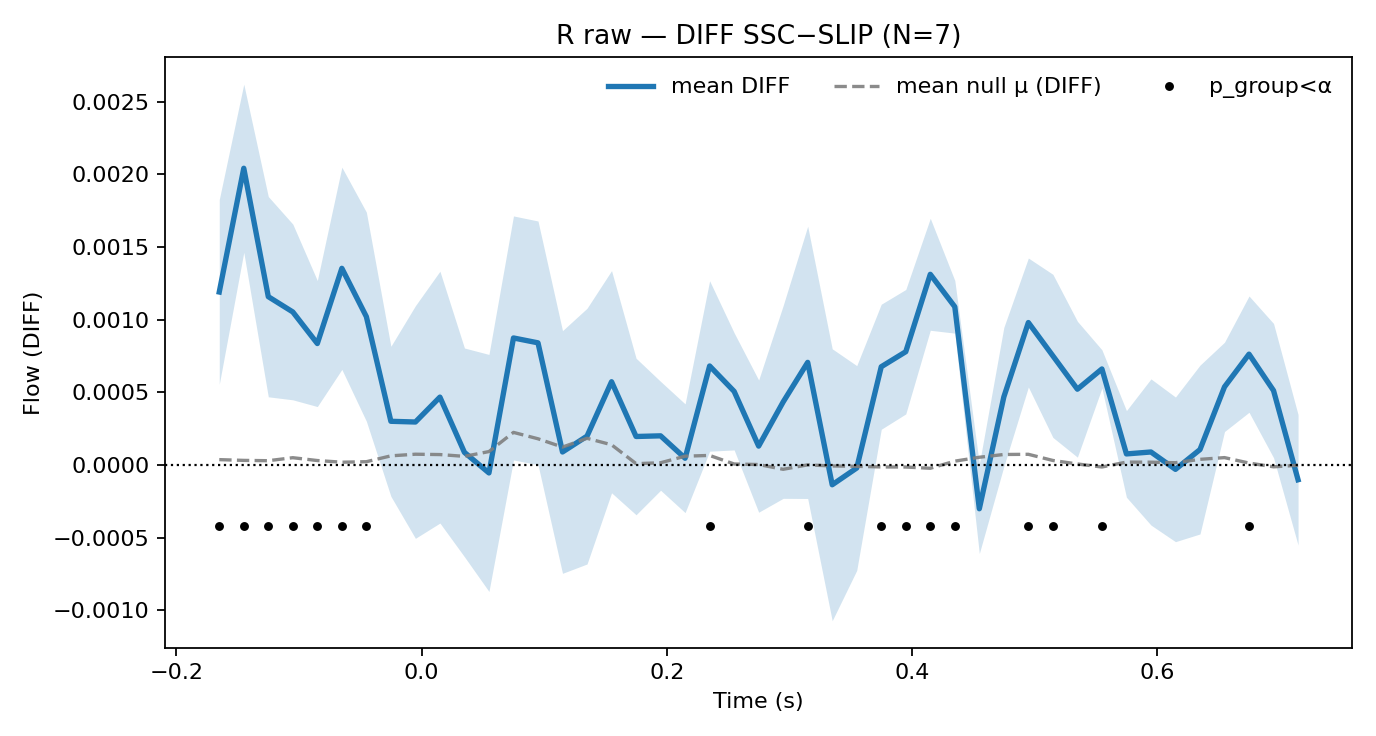 R raw — DIFF SSC−SLIP (N=7)
mean DIFF
mean null μ (DIFF)
p_group<α
Flow (DIFF)
0.0025
0.0020
0.0015
0.0010
0.0005
0.0000
−0.0005
−0.0010
−0.2
0.0
0.2
0.4
0.6
Time (s)